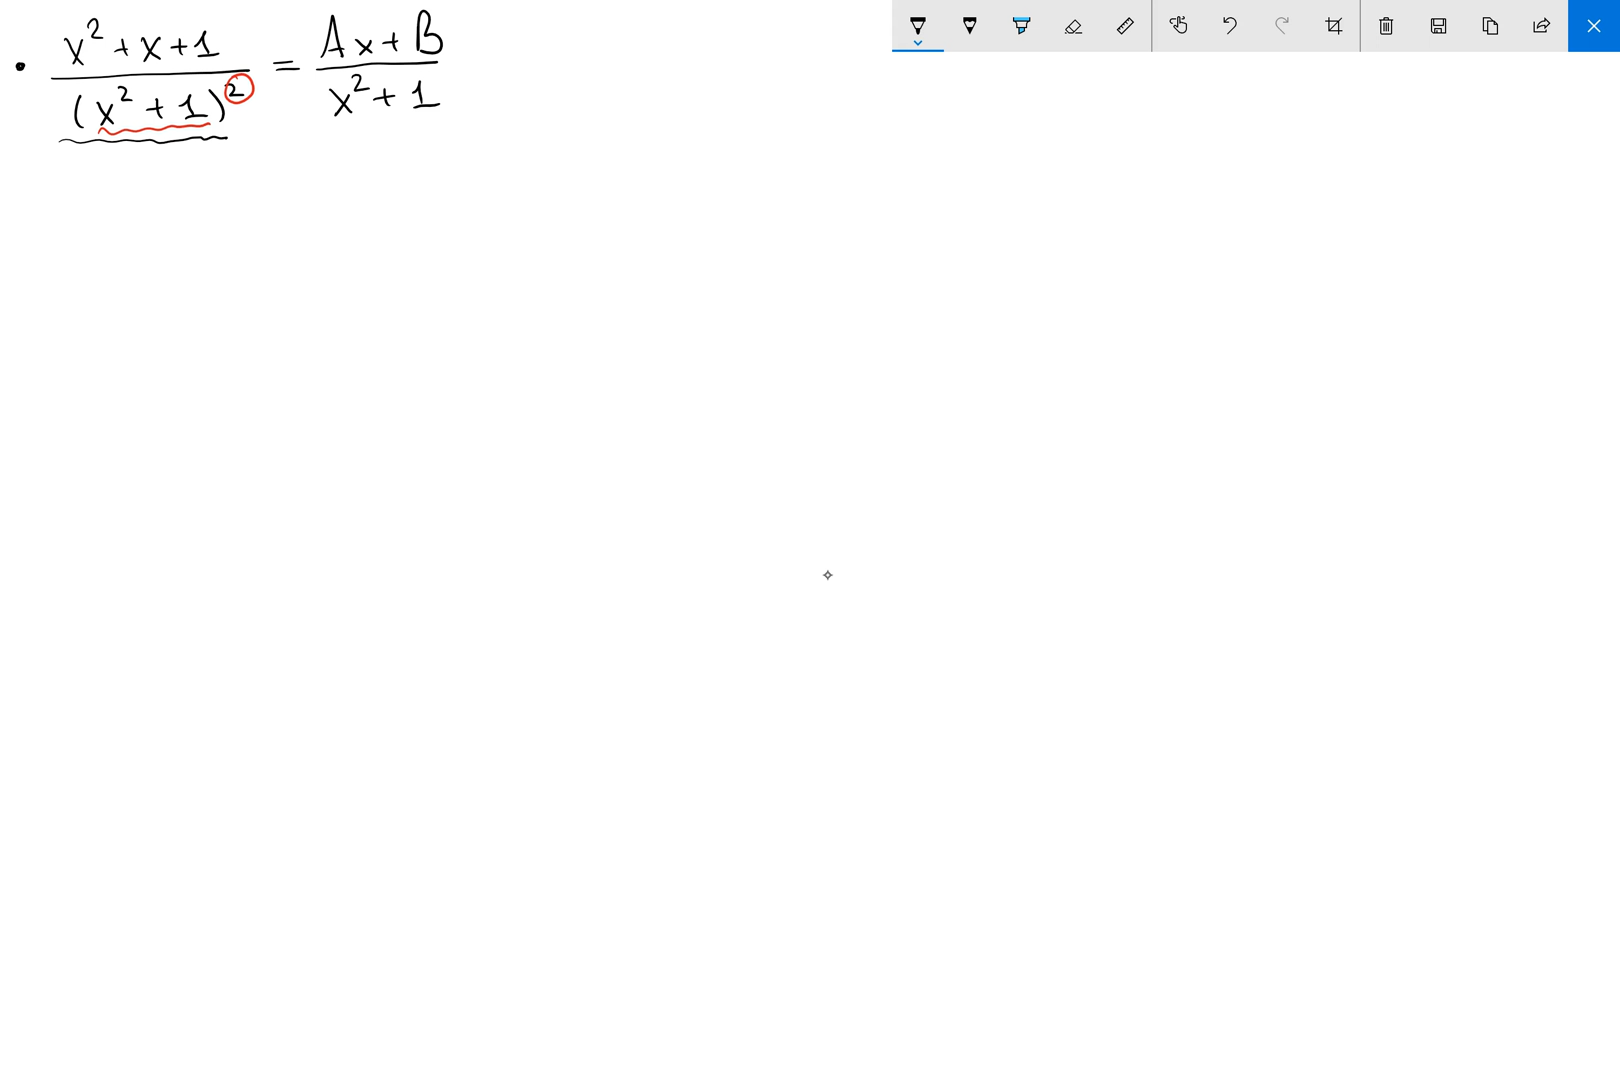 • (x² + x + 1) / (x² + 1)² = (Ax + B) / (x² + 1)